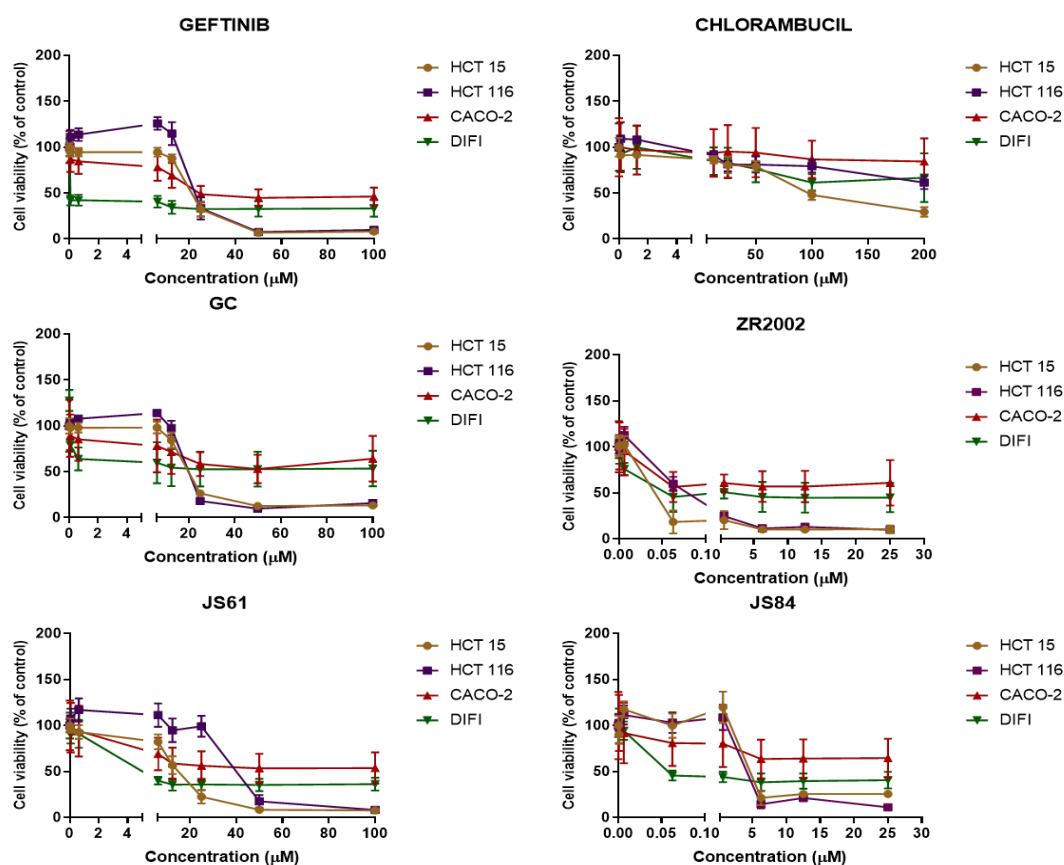 GEFTINIB
Cell viability (% of control)
200
150
100
50
0
0 2 4 20 40 60 80 100
Concentration (μM)
HCT 15
HCT 116
CACO-2
DIFI
CHLORAMBUCIL
Cell viability (% of control)
200
150
100
50
0
0 2 4 50 100 150 200
Concentration (μM)
HCT 15
HCT 116
CACO-2
DIFI
GC
Cell viability (% of control)
200
150
100
50
0
0 2 4 20 40 60 80 100
Concentration (μM)
HCT 15
HCT 116
CACO-2
DIFI
ZR2002
Cell viability (% of control)
200
150
100
50
0
0.00 0.05 0.10 5 10 15 20 25 30
Concentration (μM)
HCT 15
HCT 116
CACO-2
DIFI
JS61
Cell viability (% of control)
200
150
100
50
0
0 2 4 20 40 60 80 100
Concentration (μM)
HCT 15
HCT 116
CACO-2
DIFI
JS84
Cell viability (% of control)
200
150
100
50
0
0.00 0.05 0.10 5 10 15 20 25 30
Concentration (μM)
HCT 15
HCT 116
CACO-2
DIFI